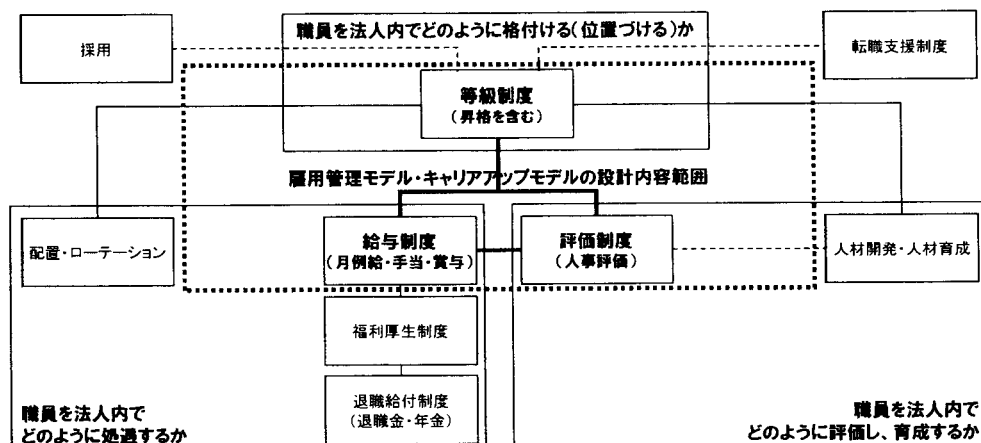 職員を法人内でどのように格付ける(位置づける)か
採用
転職支援制度
等級制度
(昇格を含む)
雇用管理モデル・キャリアアップモデルの設計内容範囲
配置・ローテーション
給与制度
(月例給・手当・賞与)
評価制度
(人事評価)
人材開発・人材育成
福利厚生制度
退職給付制度
(退職金・年金)
職員を法人内で
どのように処遇するか
職員を法人内で
どのように評価し、育成するか